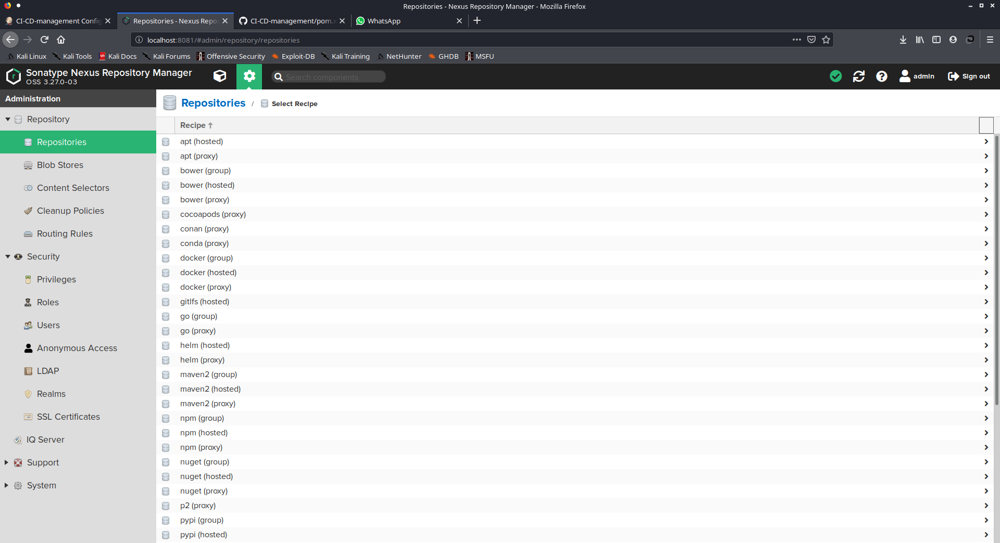 Repositories - Nexus Repository Manager - Mozilla Firefox
CI-CD-management Config
Repositories - Nexus Repos
CI-CD-management/pom.x
WhatsApp
localhost:8081/#admin/repository/repositories
Kali Linux
Kali Tools
Kali Docs
Kali Forums
Offensive Security
Exploit-DB
Kali Training
NetHunter
GHDB
MSFU
Sonatype Nexus Repository Manager
OSS 3.27.0-03
Search components
admin
Sign out
Administration
Repository
Repositories
Blob Stores
Content Selectors
Cleanup Policies
Routing Rules
Security
Privileges
Roles
Users
Anonymous Access
LDAP
Realms
SSL Certificates
IQ Server
Support
System
Repositories / Select Recipe
Recipe
apt (hosted)
apt (proxy)
bower (group)
bower (hosted)
bower (proxy)
cocoapods (proxy)
conan (proxy)
conda (proxy)
docker (group)
docker (hosted)
docker (proxy)
gitlfs (hosted)
go (group)
go (proxy)
helm (hosted)
helm (proxy)
maven2 (group)
maven2 (hosted)
maven2 (proxy)
npm (group)
npm (hosted)
npm (proxy)
nuget (group)
nuget (hosted)
nuget (proxy)
p2 (proxy)
pypi (group)
pypi (hosted)